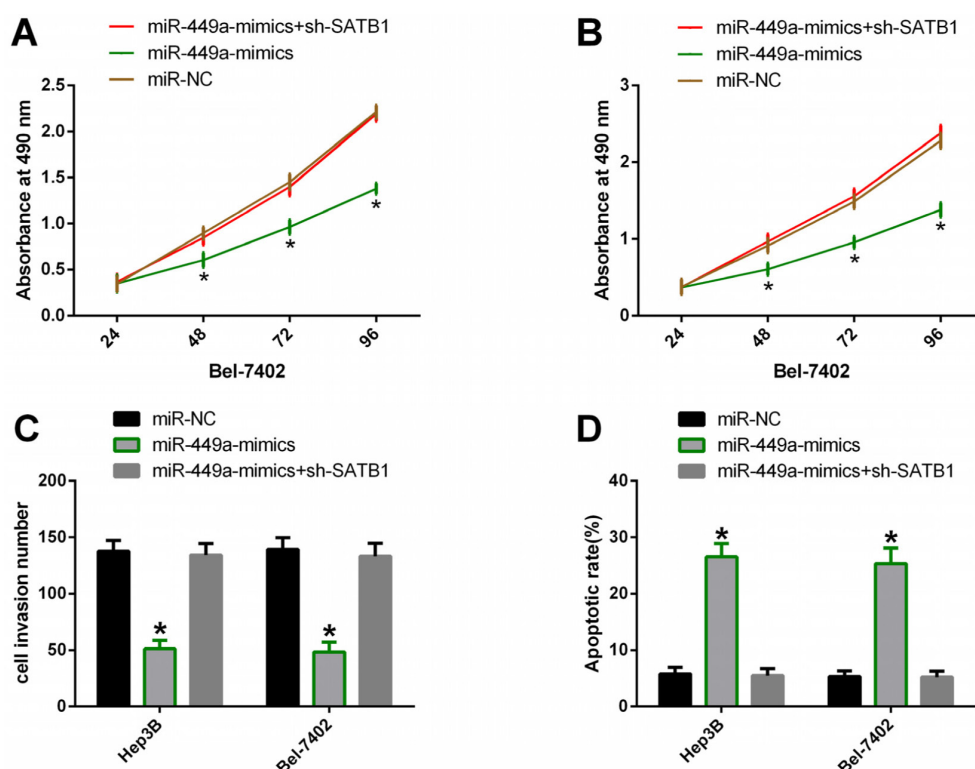 A
miR-449a-mimics+sh-SATB1
miR-449a-mimics
miR-NC
Absorbance at 490 nm
2.5
2.0
1.5
1.0
0.5
0.0
*
*
*
24
48
72
96
Bel-7402
B
miR-449a-mimics+sh-SATB1
miR-449a-mimics
miR-NC
Absorbance at 490 nm
3
2
1
0
*
*
*
24
48
72
96
Bel-7402
C
miR-NC
miR-449a-mimics
miR-449a-mimics+sh-SATB1
cell invasion number
200
150
100
50
0
*
*
Hep3B
Bel-7402
D
miR-NC
miR-449a-mimics
miR-449a-mimics+sh-SATB1
Apoptotic rate(%)
40
30
20
10
0
*
*
Hep3B
Bel-7402